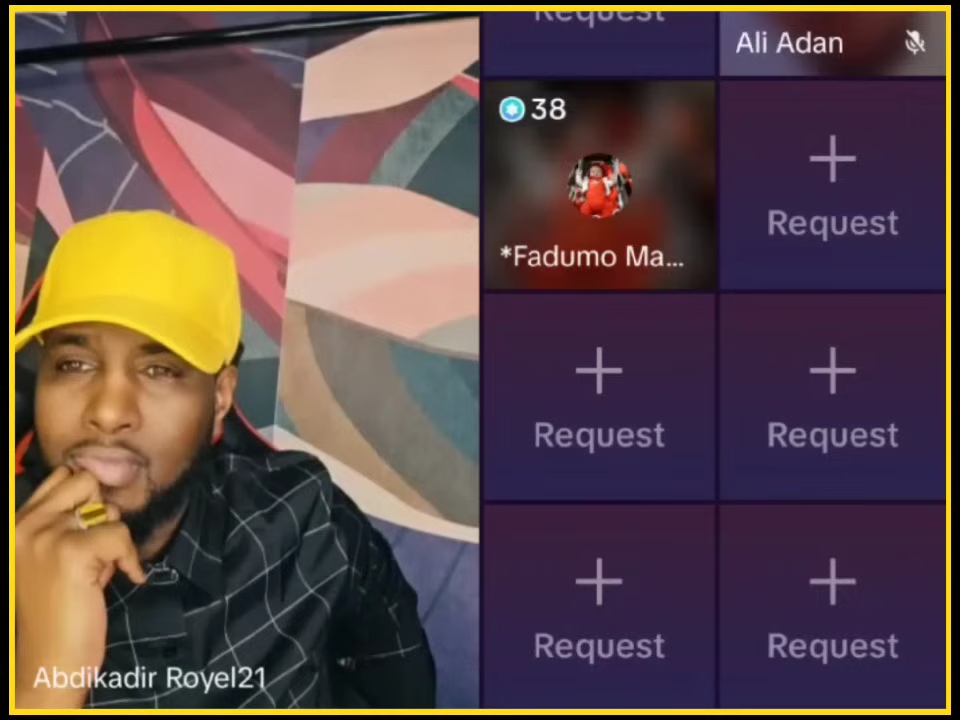 Request
Ali Adan
38
*Fadumo Ma...
Request
Request
Request
Request
Request
Abdikadir Royel21